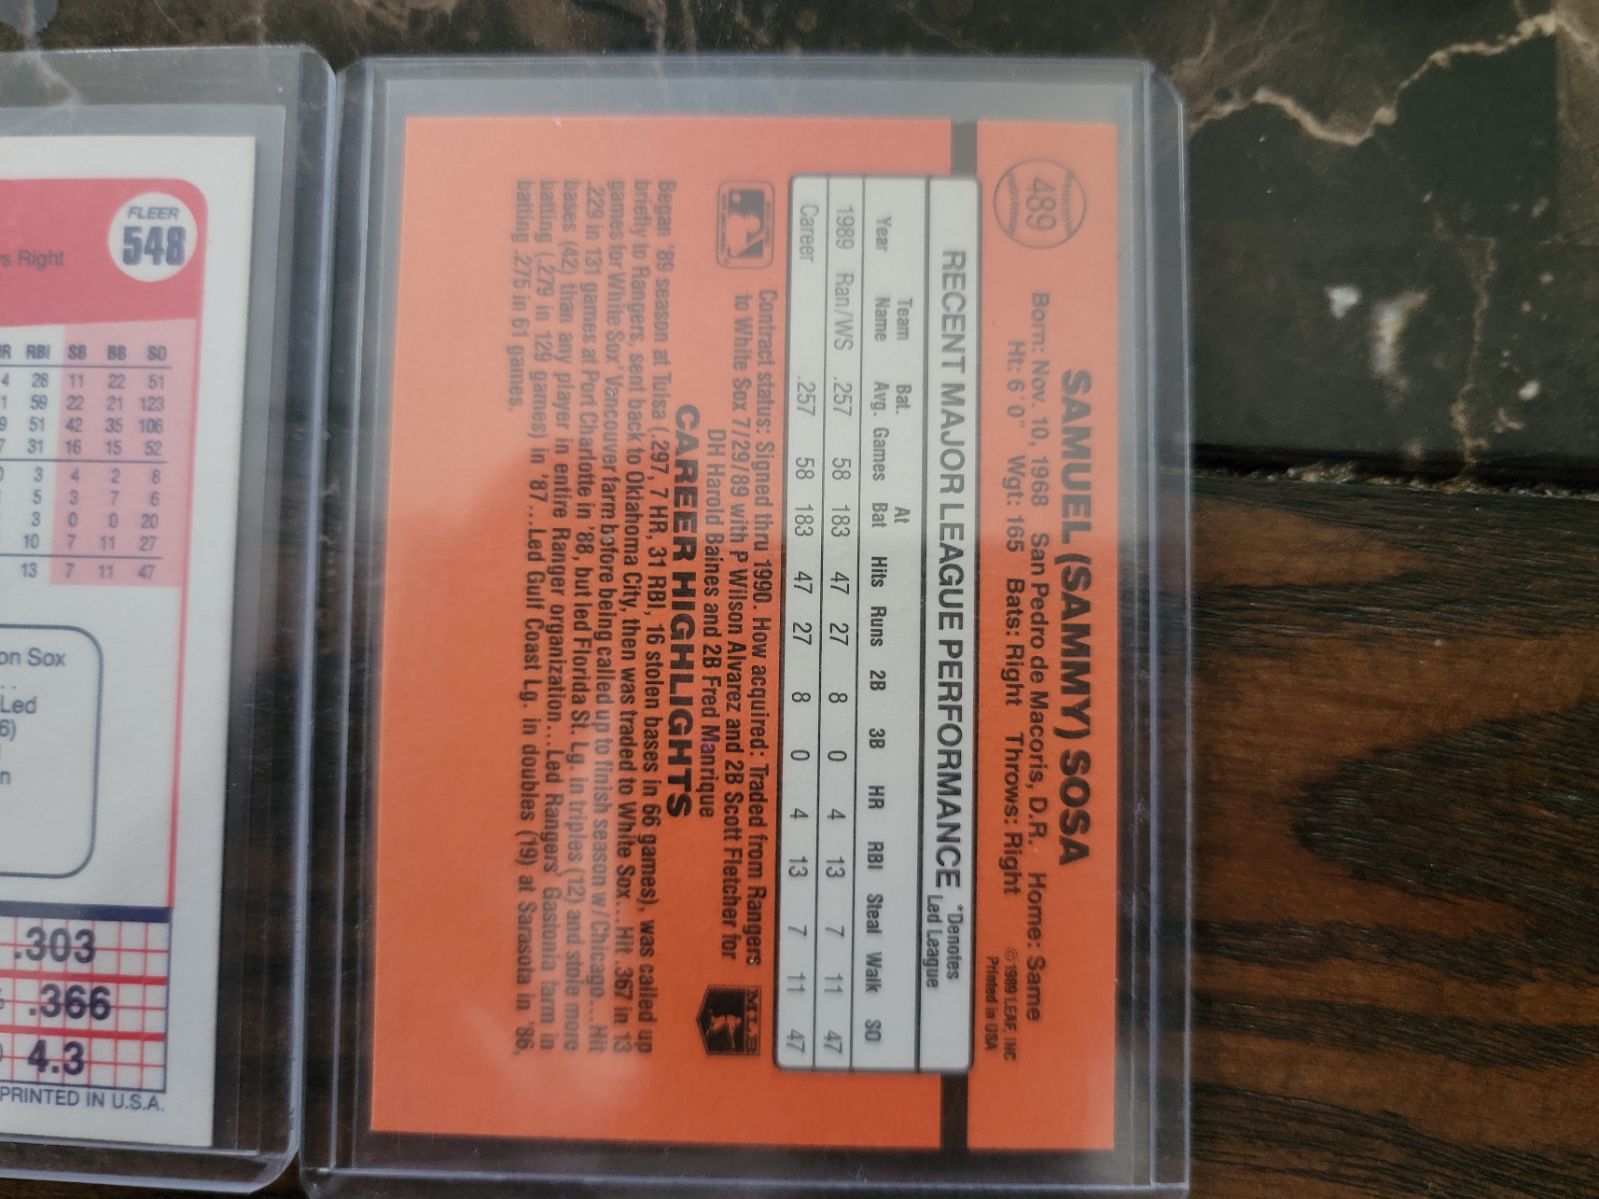 489
SAMUEL (SAMMY) SOSA
Born: Nov. 10, 1968 San Pedro de Macoris, D.R. Home: Same
Ht: 6'0" Wgt: 165 Bats: Right Throws: Right
© 1989 LEAF, INC
Printed in USA
RECENT MAJOR LEAGUE PERFORMANCE
*Denotes
Led League
Team Bat. At
Year Name Avg. Games Bat Hits Runs 2B 3B HR RBI Steal Walk SO
1989 Ran/WS .257 58 183 47 27 8 0 4 13 7 11 47
Career .257 58 183 47 27 8 0 4 13 7 11 47
Contract status: Signed thru 1990. How acquired: Traded from Rangers
to White Sox 7/29/89 with P Wilson Alvarez and 2B Scott Fletcher for
DH Harold Baines and 2B Fred Manrique
MLB
CAREER HIGHLIGHTS
Began '89 season at Tulsa (.297, 7 HR, 31 RBI, 16 stolen bases in 66 games), was called up
briefly to Rangers, sent back to Oklahoma City, then was traded to White Sox...Hit .367 in 13
games for White Sox' Vancouver farm before being called up to finish season w/Chicago...Hit
.229 in 131 games at Port Charlotte in '88, but led Florida St. Lg. in triples (12) and stole more
bases (42) than any player in entire Ranger organization...Led Rangers' Gastonia farm in
batting (.279 in 129 games) in '87...Led Gulf Coast Lg. in doubles (19) at Sarasota in '86,
batting .275 in 61 games.
FLEER
548
s Right
R RBI SB BB SO
4 28 11 22 51
1 59 22 21 123
9 51 42 35 106
7 31 16 15 52
0 3 4 2 8
5 3 7 6
3 0 0 20
10 7 11 27
13 7 11 47
on Sox
Led
6)
n
.303
.366
4.3
PRINTED IN U.S.A.